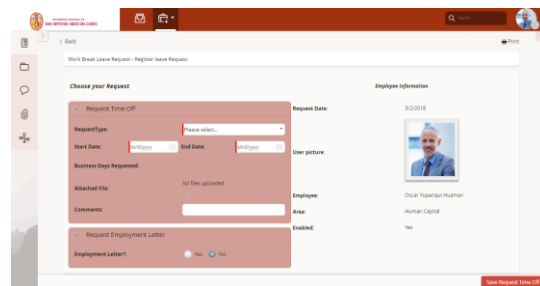 UNIVERSIDAD NACIONAL DE
SAN ANTONIO ABAD DEL CUSCO
Search
Back
Print
Work Break Leave Request - Register leave Request
Choose your Request
Employee Information
Request Time Off
RequestType:
Please select...
Start Date:
M/d/yyyy
End Date:
M/d/yyyy
Business Days Requested:
Attached File:
No files uploaded
Comments:
Request Employment Letter
Employment Letter?:
Yes
No
Request Date:
3/2/2018
User picture:
Employee:
Oscar Yupanqui Huaman
Area:
Human Capital
Enabled:
Yes
Save Request Time Off